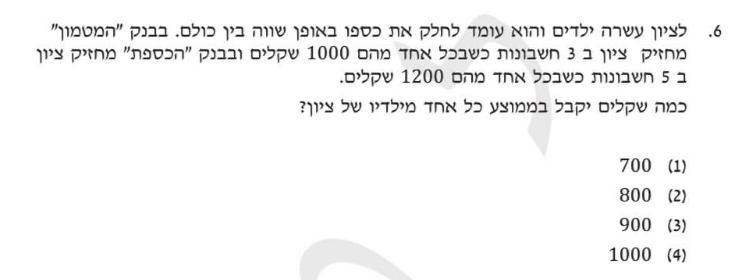 6. לציון עשרה ילדים והוא עומד לחלק את כספו באופן שווה בין כולם. בבנק "המטמון"
מחזיק ציון ב 3 חשבונות כשבכל אחד מהם 1000 שקלים ובבנק "הכספת" מחזיק ציון
ב 5 חשבונות כשבכל אחד מהם 1200 שקלים.
כמה שקלים יקבל בממוצע כל אחד מילדיו של ציון?
(1) 700
(2) 800
(3) 900
(4) 1000